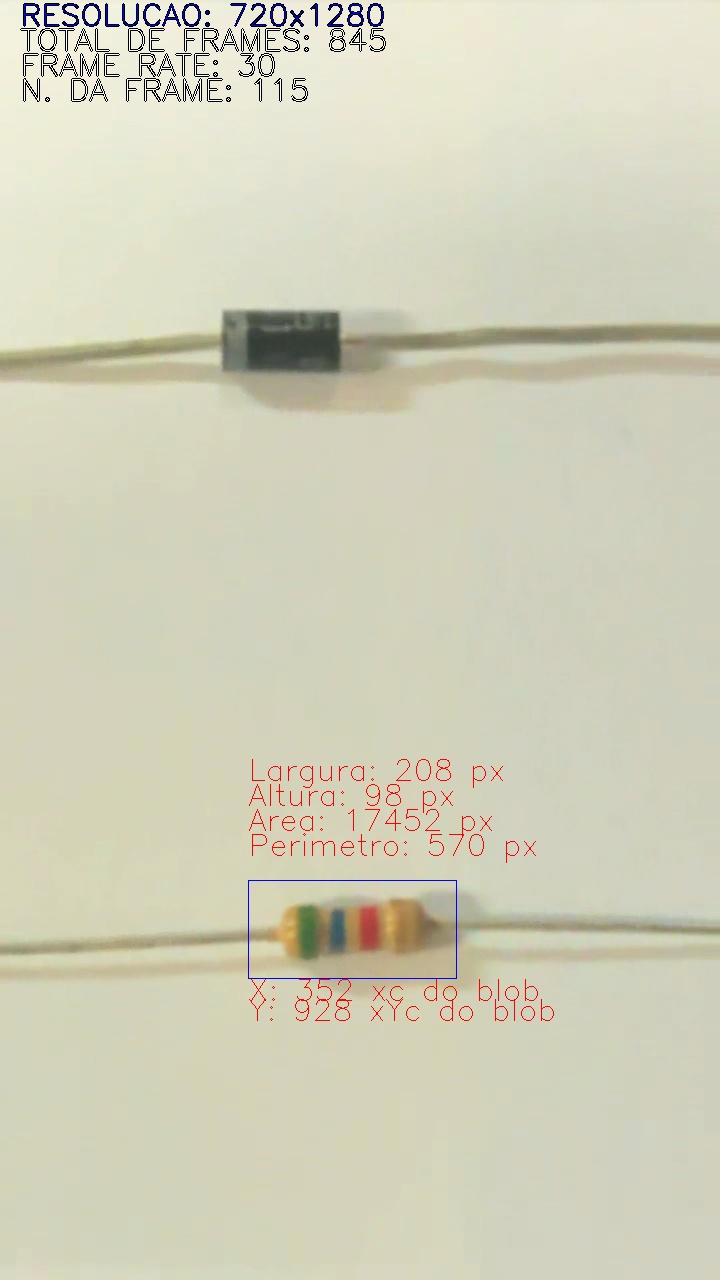 RESOLUCAO: 720x1280
TOTAL DE FRAMES: 845
FRAME RATE: 30
N. DA FRAME: 115
Largura: 208 px
Altura: 98 px
Area: 17452 px
Perimetro: 570 px
X: 352 xc do blob
Y: 928 xYc do blob